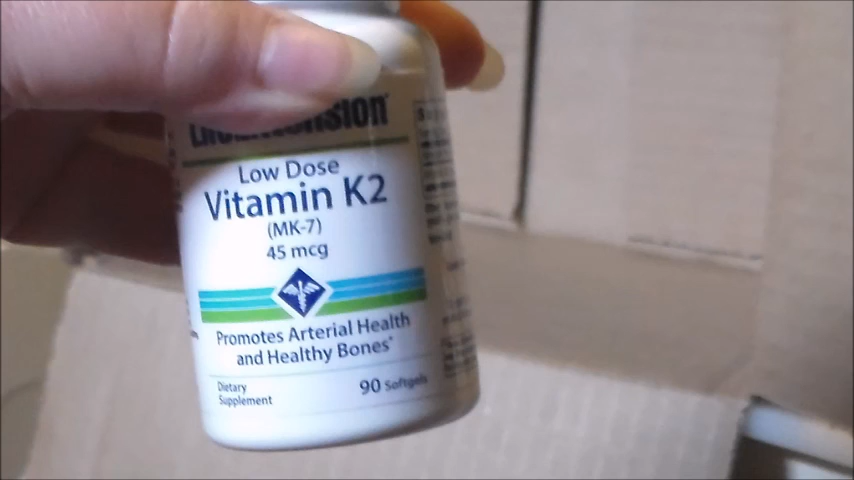 Low Dose
Vitamin K2
(MK-7)
45 mcg
Promotes Arterial Health
and Healthy Bones*
Dietary
Supplement
90 Softgels